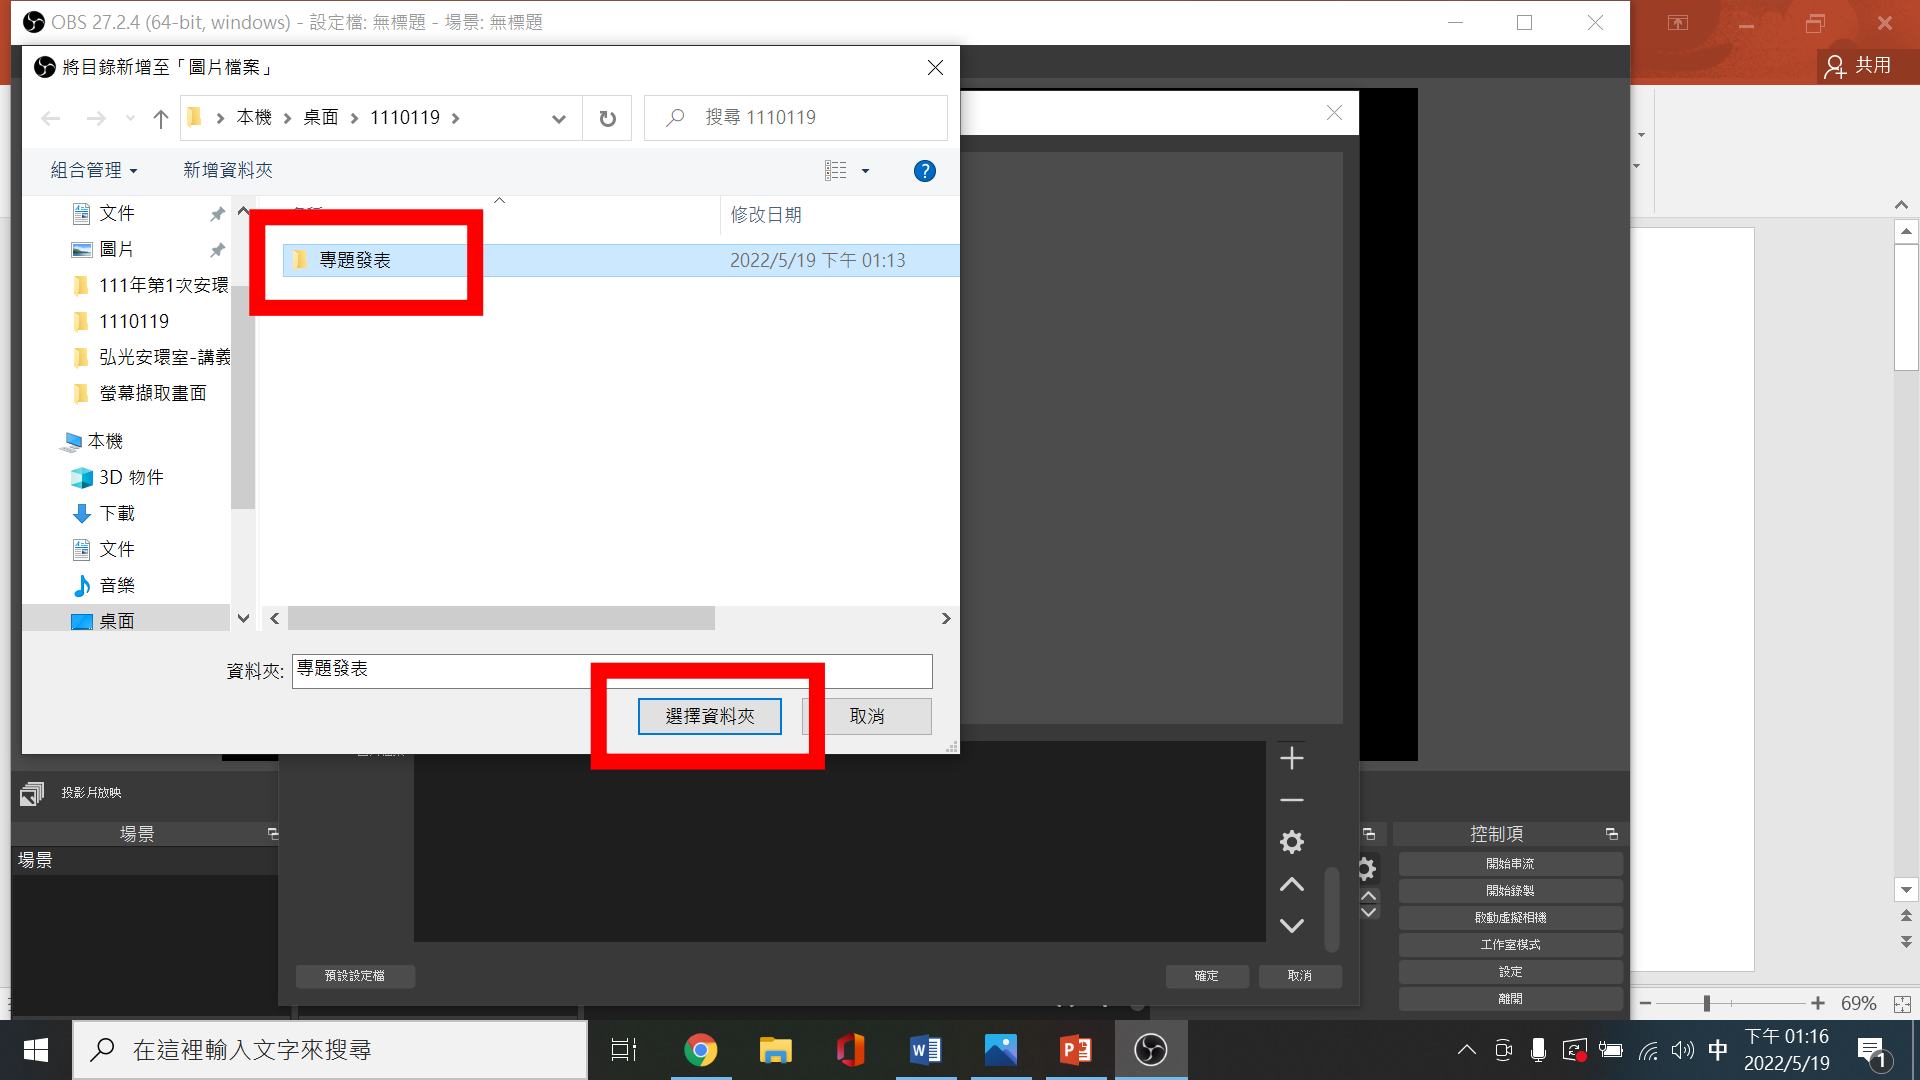 OBS 27.2.4 (64-bit, windows) - 設定檔: 無標題 - 場景: 無標題
共用
將目錄新增至「圖片檔案」
本機 桌面 1110119
搜尋 1110119
組合管理
新增資料夾
修改日期
文件
圖片
111年第1次安環
1110119
弘光安環室-講義
螢幕擷取畫面
本機
3D 物件
下載
文件
音樂
桌面
專題發表
2022/5/19 下午 01:13
資料夾:
專題發表
選擇資料夾
取消
投影片放映
場景
場景
預設設定檔
確定
取消
控制項
開始串流
開始錄製
啟動虛擬相機
工作室模式
設定
離開
69%
在這裡輸入文字來搜尋
中
下午 01:16
2022/5/19
1